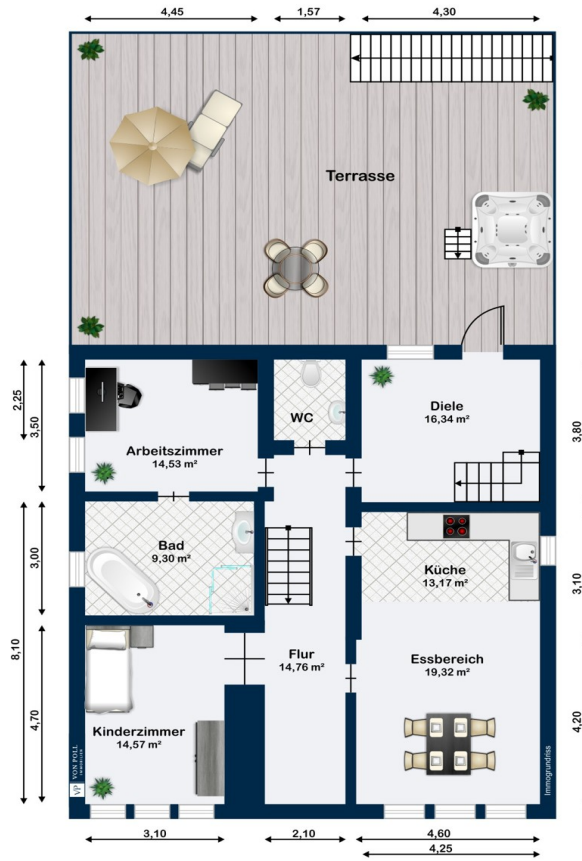 4,45
1,57
4,30
Terrasse
2,25
3,50
3,80
WC
Diele
16,34 m²
Arbeitszimmer
14,53 m²
3,00
Bad
9,30 m²
Küche
13,17 m²
3,10
8,10
4,70
Flur
14,76 m²
Essbereich
19,32 m²
4,20
Kinderzimmer
14,57 m²
VP VON POLL
IMMOBILIEN
Immogrundriss
3,10
2,10
4,60
4,25